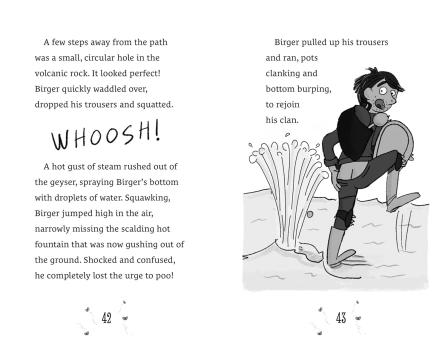 A few steps away from the path
was a small, circular hole in the
volcanic rock. It looked perfect!
Birger quickly waddled over,
dropped his trousers and squatted.
WHOOSH!
A hot gust of steam rushed out of
the geyser, spraying Birger's bottom
with droplets of water. Squawking,
Birger jumped high in the air,
narrowly missing the scalding hot
fountain that was now gushing out of
the ground. Shocked and confused,
he completely lost the urge to poo!
42
Birger pulled up his trousers
and ran, pots
clanking and
bottom burping,
to rejoin
his clan.
43